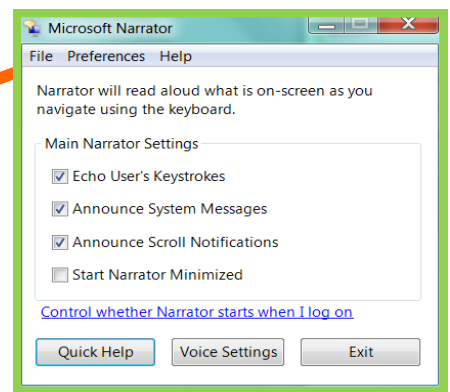 Microsoft Narrator
File Preferences Help
Narrator will read aloud what is on-screen as you
navigate using the keyboard.
Main Narrator Settings
Echo User's Keystrokes
Announce System Messages
Announce Scroll Notifications
Start Narrator Minimized
Control whether Narrator starts when I log on
Quick Help Voice Settings Exit